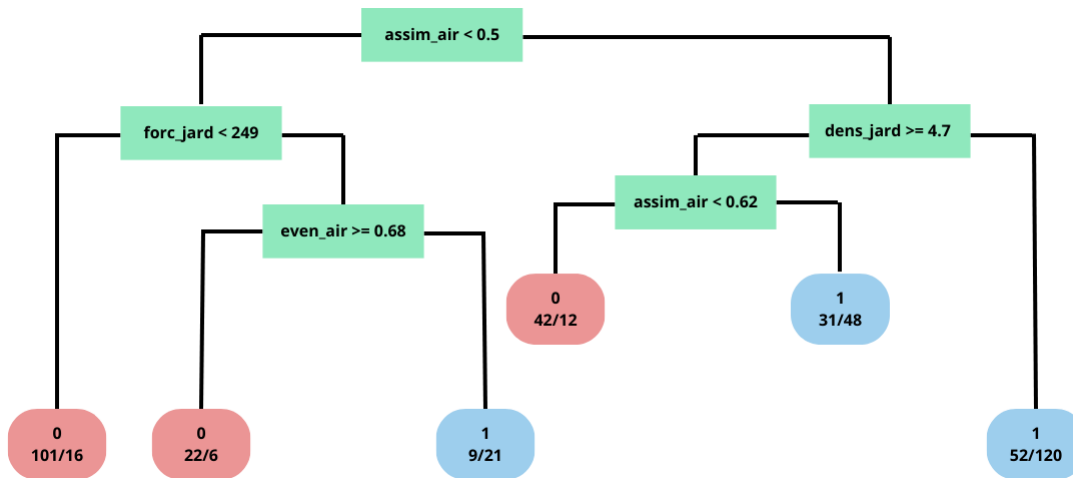 assim_air < 0.5
forc_jard < 249
dens_jard >= 4.7
assim_air < 0.62
even_air >= 0.68
0
42/12
1
31/48
0
101/16
0
22/6
1
9/21
1
52/120